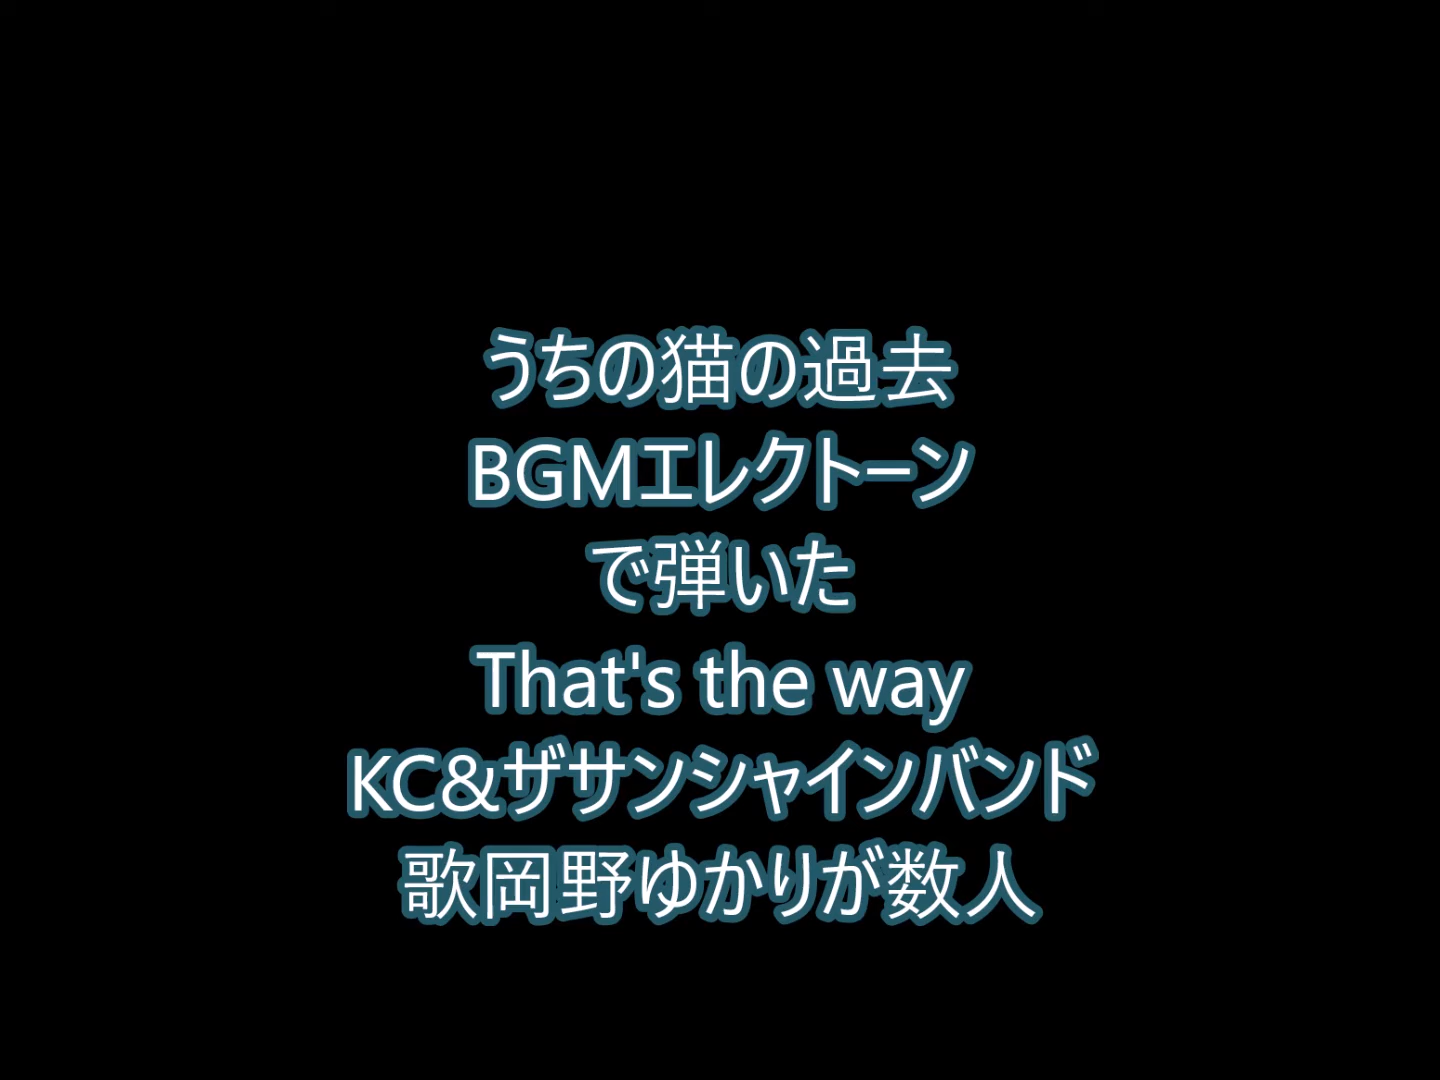 うちの猫の過去
BGMエレクトーン
で弾いた
That's the way
KC&ザサンシャインバンド
歌岡野ゆかりが数人